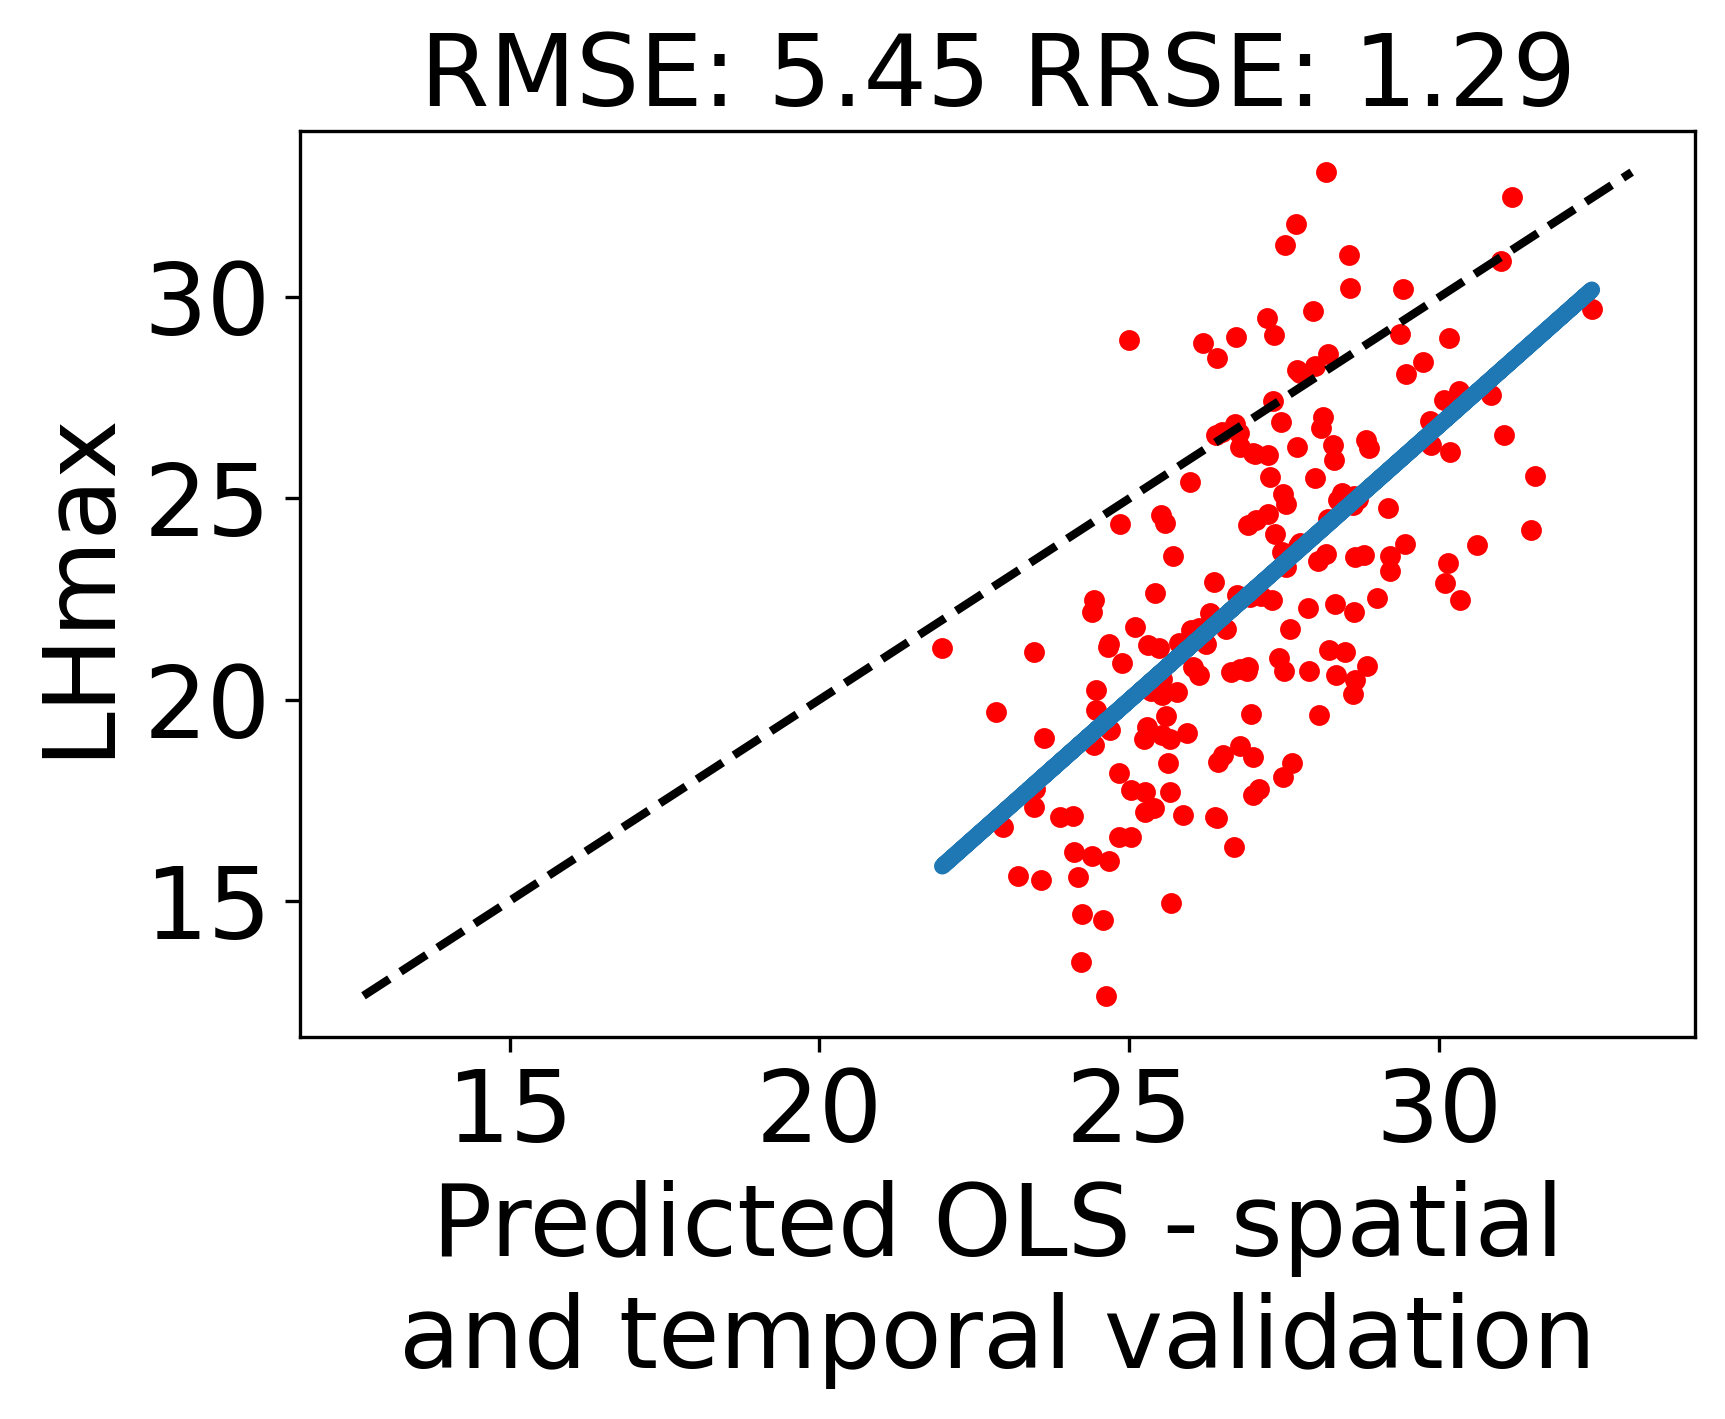 RMSE: 5.45 RRSE: 1.29
LHmax
30
25
20
15
15 20 25 30
Predicted OLS - spatial
and temporal validation